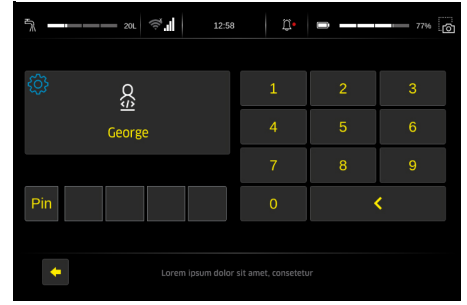 20L 12:58 77%
1 2 3
George
4 5 6
7 8 9
Pin 0
Lorem ipsum dolor sit amet, consetetur